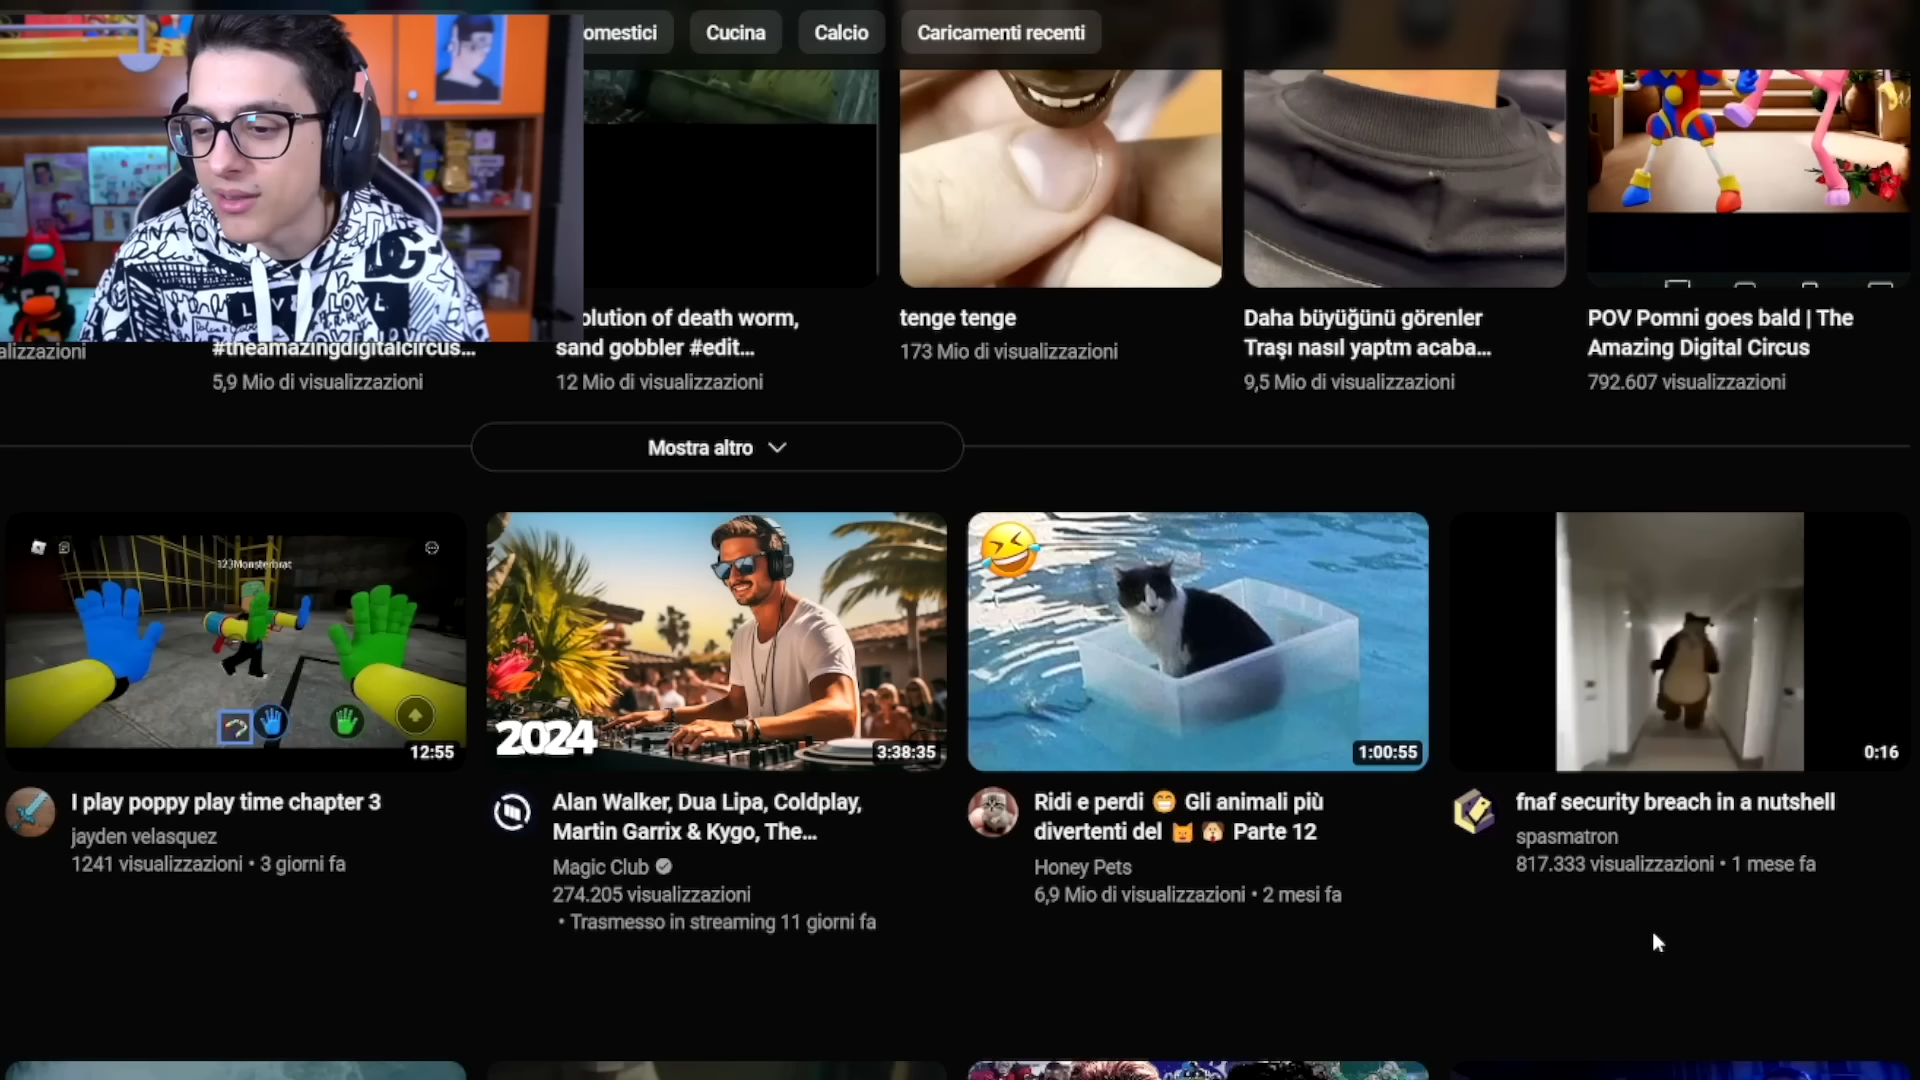 omestici
Cucina
Calcio
Caricamenti recenti
alizzazioni
#theamazingdigitalcircus...
5,9 Mio di visualizzazioni
olution of death worm,
sand gobbler #edit...
12 Mio di visualizzazioni
tenge tenge
173 Mio di visualizzazioni
Daha büyüğünü görenler
Traşı nasıl yaptm acaba...
9,5 Mio di visualizzazioni
POV Pomni goes bald | The
Amazing Digital Circus
792.607 visualizzazioni
Mostra altro
123Monsterbrat
12:55
2024
3:38:35
1:00:55
0:16
I play poppy play time chapter 3
jayden velasquez
1241 visualizzazioni • 3 giorni fa
Alan Walker, Dua Lipa, Coldplay,
Martin Garrix & Kygo, The...
Magic Club
274.205 visualizzazioni
• Trasmesso in streaming 11 giorni fa
Ridi e perdi 😁 Gli animali più
divertenti del 🐱 🐶 Parte 12
Honey Pets
6,9 Mio di visualizzazioni • 2 mesi fa
fnaf security breach in a nutshell
spasmatron
817.333 visualizzazioni • 1 mese fa
DG
LOVE
LOVE